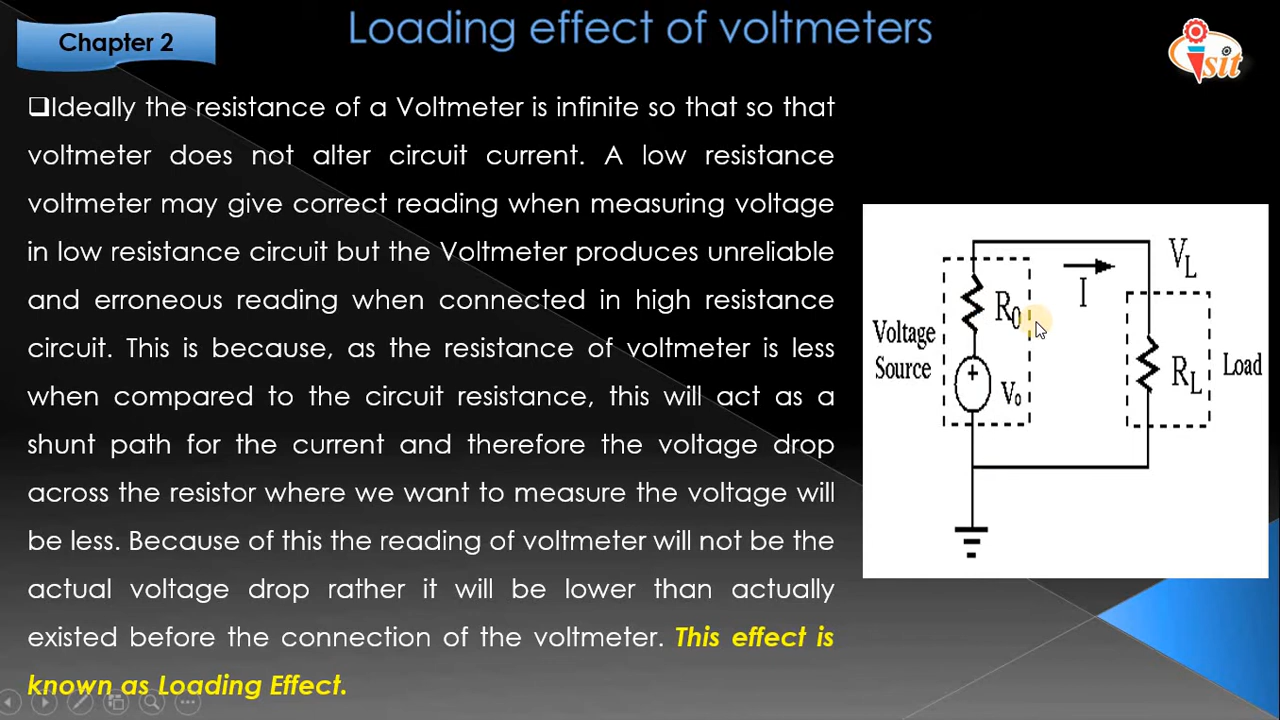 Chapter 2
Loading effect of voltmeters
sit
❑Ideally the resistance of a Voltmeter is infinite so that so that
voltmeter does not alter circuit current. A low resistance
voltmeter may give correct reading when measuring voltage
in low resistance circuit but the Voltmeter produces unreliable
and erroneous reading when connected in high resistance
circuit. This is because, as the resistance of voltmeter is less
when compared to the circuit resistance, this will act as a
shunt path for the current and therefore the voltage drop
across the resistor where we want to measure the voltage will
be less. Because of this the reading of voltmeter will not be the
actual voltage drop rather it will be lower than actually
existed before the connection of the voltmeter. This effect is
known as Loading Effect.
VL
I
R0
Voltage
Source
+
Vo
RL
Load